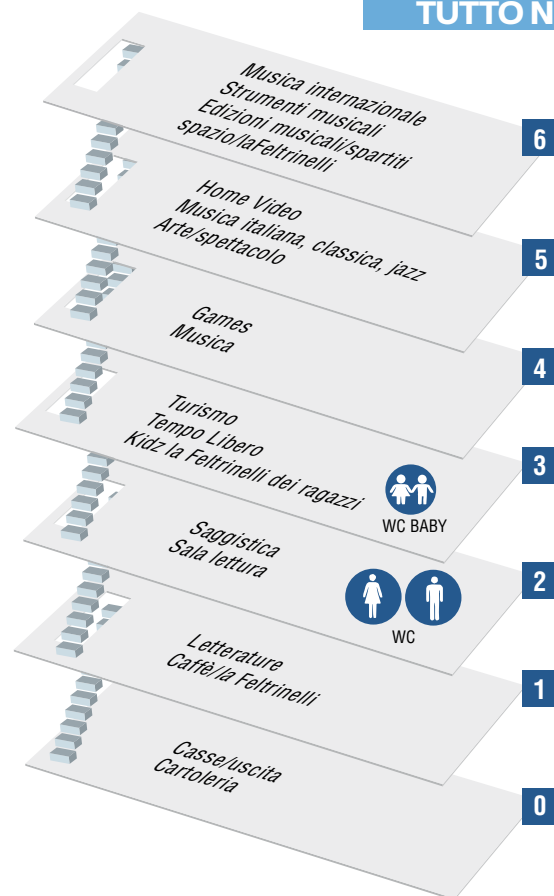 TUTTO N
Musica internazionale
Strumenti musicali
Edizioni musicali/spartiti
spazio/laFeltrinelli
6
Home Video
Musica italiana, classica, jazz
Arte/spettacolo
5
Games
Musica
4
Turismo
Tempo Libero
Kidz la Feltrinelli dei ragazzi
WC BABY
3
Saggistica
Sala lettura
WC
2
Letterature
Caffè/la Feltrinelli
1
Casse/uscita
Cartoleria
0